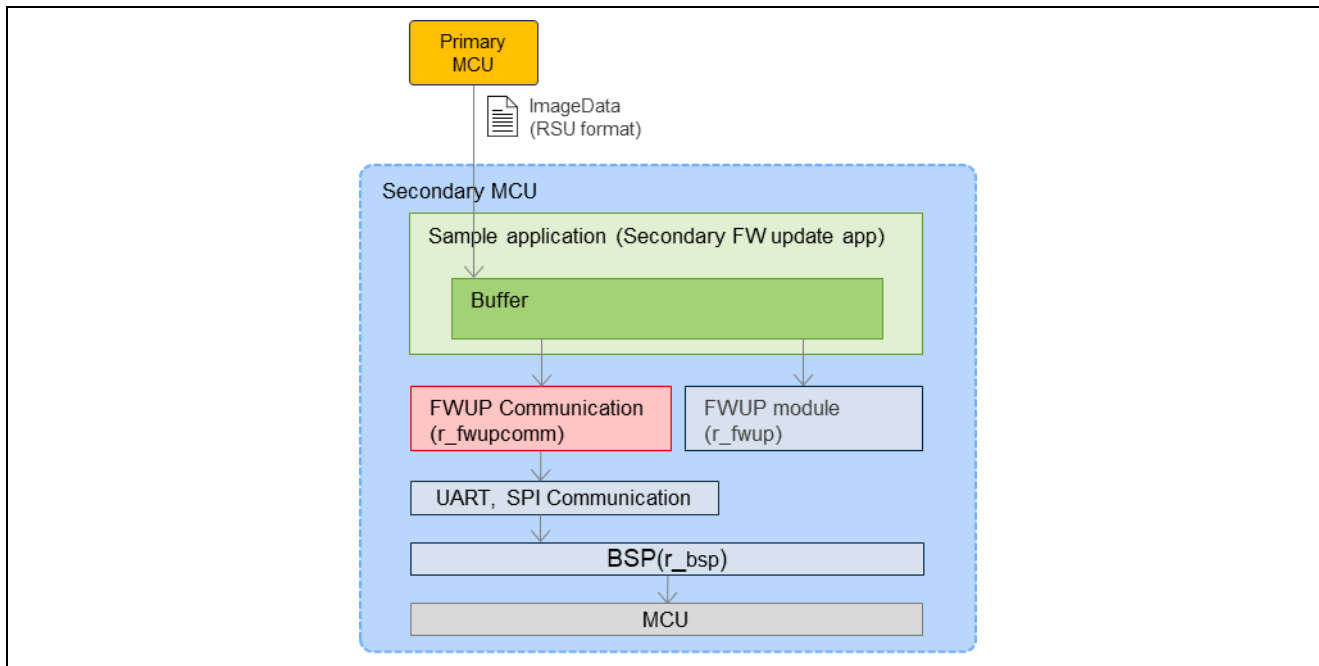 Primary
MCU
ImageData
(RSU format)
Secondary MCU
Sample application (Secondary FW update app)
Buffer
FWUP Communication
(r_fwupcomm)
FWUP module
(r_fwup)
UART, SPI Communication
BSP(r_bsp)
MCU